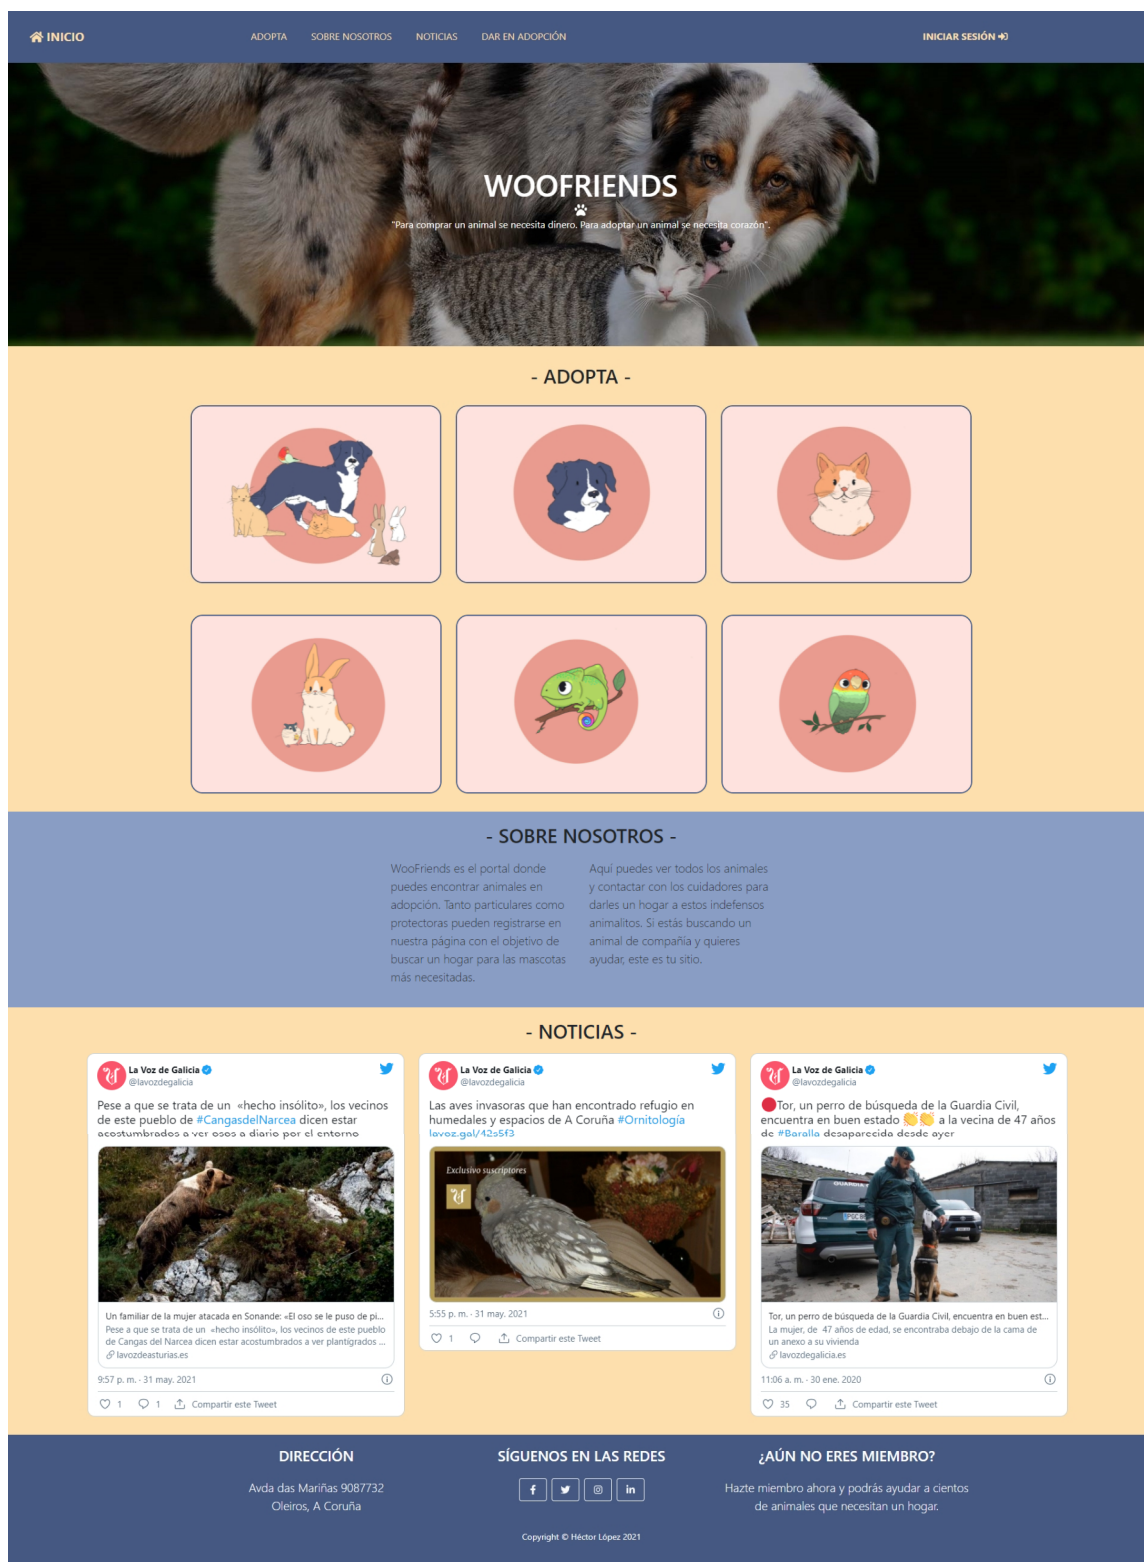 INICIO
ADOPTA SOBRE NOSOTROS NOTICIAS DAR EN ADOPCIÓN
INICIAR SESIÓN
WOOFRIENDS
"Para comprar un animal se necesita dinero. Para adoptar un animal se necesita corazón".
- ADOPTA -
- SOBRE NOSOTROS -
WooFriends es el portal donde
puedes encontrar animales en
adopción. Tanto particulares como
protectoras pueden registrarse en
nuestra página con el objetivo de
buscar un hogar para las mascotas
más necesitadas.
Aquí puedes ver todos los animales
y contactar con los cuidadores para
darles un hogar a estos indefensos
animalitos. Si estás buscando un
animal de compañía y quieres
ayudar, este es tu sitio.
- NOTICIAS -
La Voz de Galicia
@lavozdegalicia
Pese a que se trata de un «hecho insólito», los vecinos
de este pueblo de #CangasdelNarcea dicen estar
acostumbrados a ver osos a diario por el entorno
Un familiar de la mujer atacada en Sonande: «El oso se le puso de pi...
Pese a que se trata de un «hecho insólito», los vecinos de este pueblo
de Cangas del Narcea dicen estar acostumbrados a ver plantígrados ...
lavozdeasturias.es
9:57 p. m. · 31 may. 2021
1 1 Compartir este Tweet
La Voz de Galicia
@lavozdegalicia
Las aves invasoras que han encontrado refugio en
humedales y espacios de A Coruña #Ornitología
lavoz.gal/42s5f3
Exclusivo suscriptores
5:55 p. m. · 31 may. 2021
1 Compartir este Tweet
La Voz de Galicia
@lavozdegalicia
Tor, un perro de búsqueda de la Guardia Civil,
encuentra en buen estado 👏👏 a la vecina de 47 años
de #Baralla desaparecida desde ayer
Tor, un perro de búsqueda de la Guardia Civil, encuentra en buen est...
La mujer, de 47 años de edad, se encontraba debajo de la cama de
un anexo a su vivienda
lavozdegalicia.es
11:06 a. m. · 30 ene. 2020
35 Compartir este Tweet
DIRECCIÓN
Avda das Mariñas 9087732
Oleiros, A Coruña
SÍGUENOS EN LAS REDES
¿AÚN NO ERES MIEMBRO?
Hazte miembro ahora y podrás ayudar a cientos
de animales que necesitan un hogar.
Copyright © Héctor López 2021